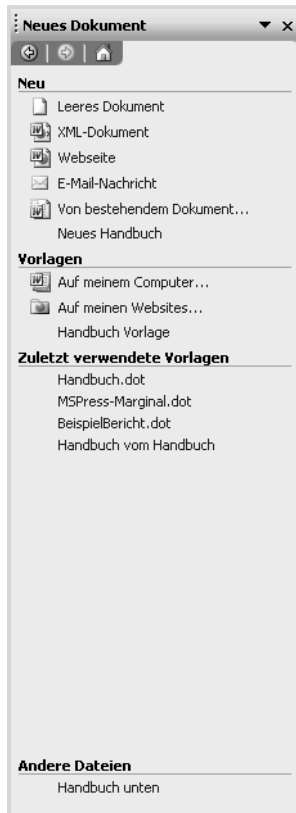 Neues Dokument
Neu
Leeres Dokument
XML-Dokument
Webseite
E-Mail-Nachricht
Von bestehendem Dokument...
Neues Handbuch
Vorlagen
Auf meinem Computer...
Auf meinen Websites...
Handbuch Vorlage
Zuletzt verwendete Vorlagen
Handbuch.dot
MSPress-Marginal.dot
BeispielBericht.dot
Handbuch vom Handbuch
Andere Dateien
Handbuch unten